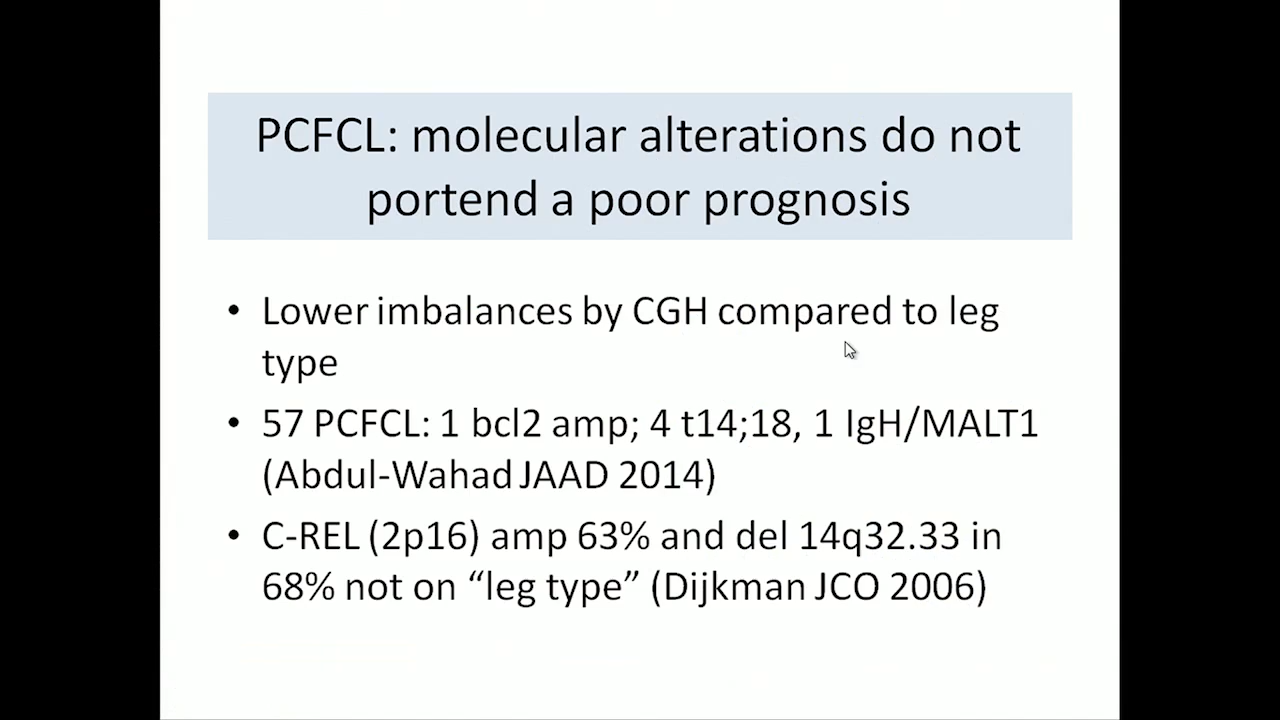 PCFCL: molecular alterations do not
portend a poor prognosis
• Lower imbalances by CGH compared to leg
type
• 57 PCFCL: 1 bcl2 amp; 4 t14;18, 1 IgH/MALT1
(Abdul-Wahad JAAD 2014)
• C-REL (2p16) amp 63% and del 14q32.33 in
68% not on “leg type” (Dijkman JCO 2006)